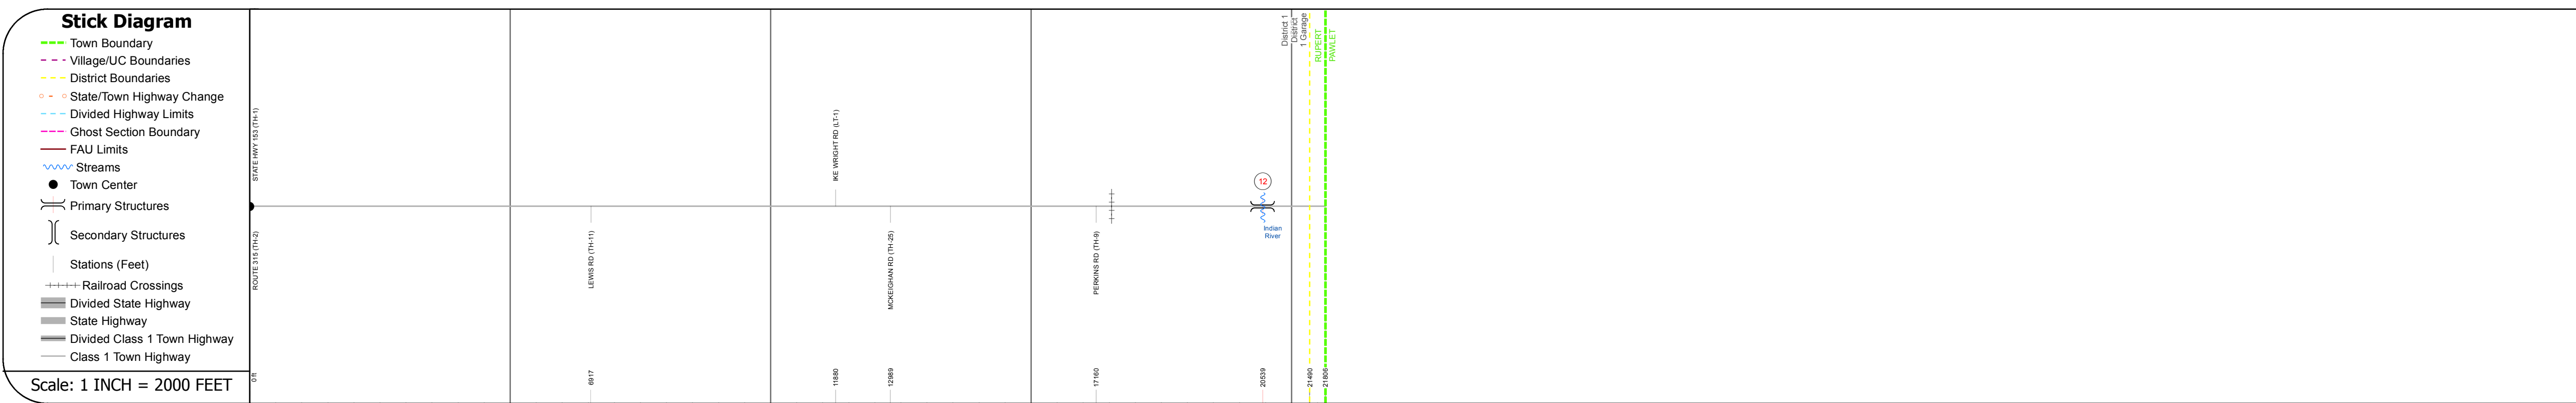 Stick Diagram
Town Boundary
Village/UC Boundaries
District Boundaries
State/Town Highway Change
Divided Highway Limits
Ghost Section Boundary
FAU Limits
Streams
Town Center
Primary Structures
Secondary Structures
Stations (Feet)
Railroad Crossings
Divided State Highway
State Highway
Divided Class 1 Town Highway
Class 1 Town Highway
Scale: 1 INCH = 2000 FEET
STATE HWY 153 (TH-1)
ROUTE 315 (TH-2)
0 ft
LEWIS RD (TH-11)
6917
IKE WRIGHT RD (LT-1)
11880
MCKEIGHAN RD (TH-25)
12989
PERKINS RD (TH-9)
17160
12
Indian
River
20539
District 1
District
1 Garage
21490
RUPERT
PAWLET
21806